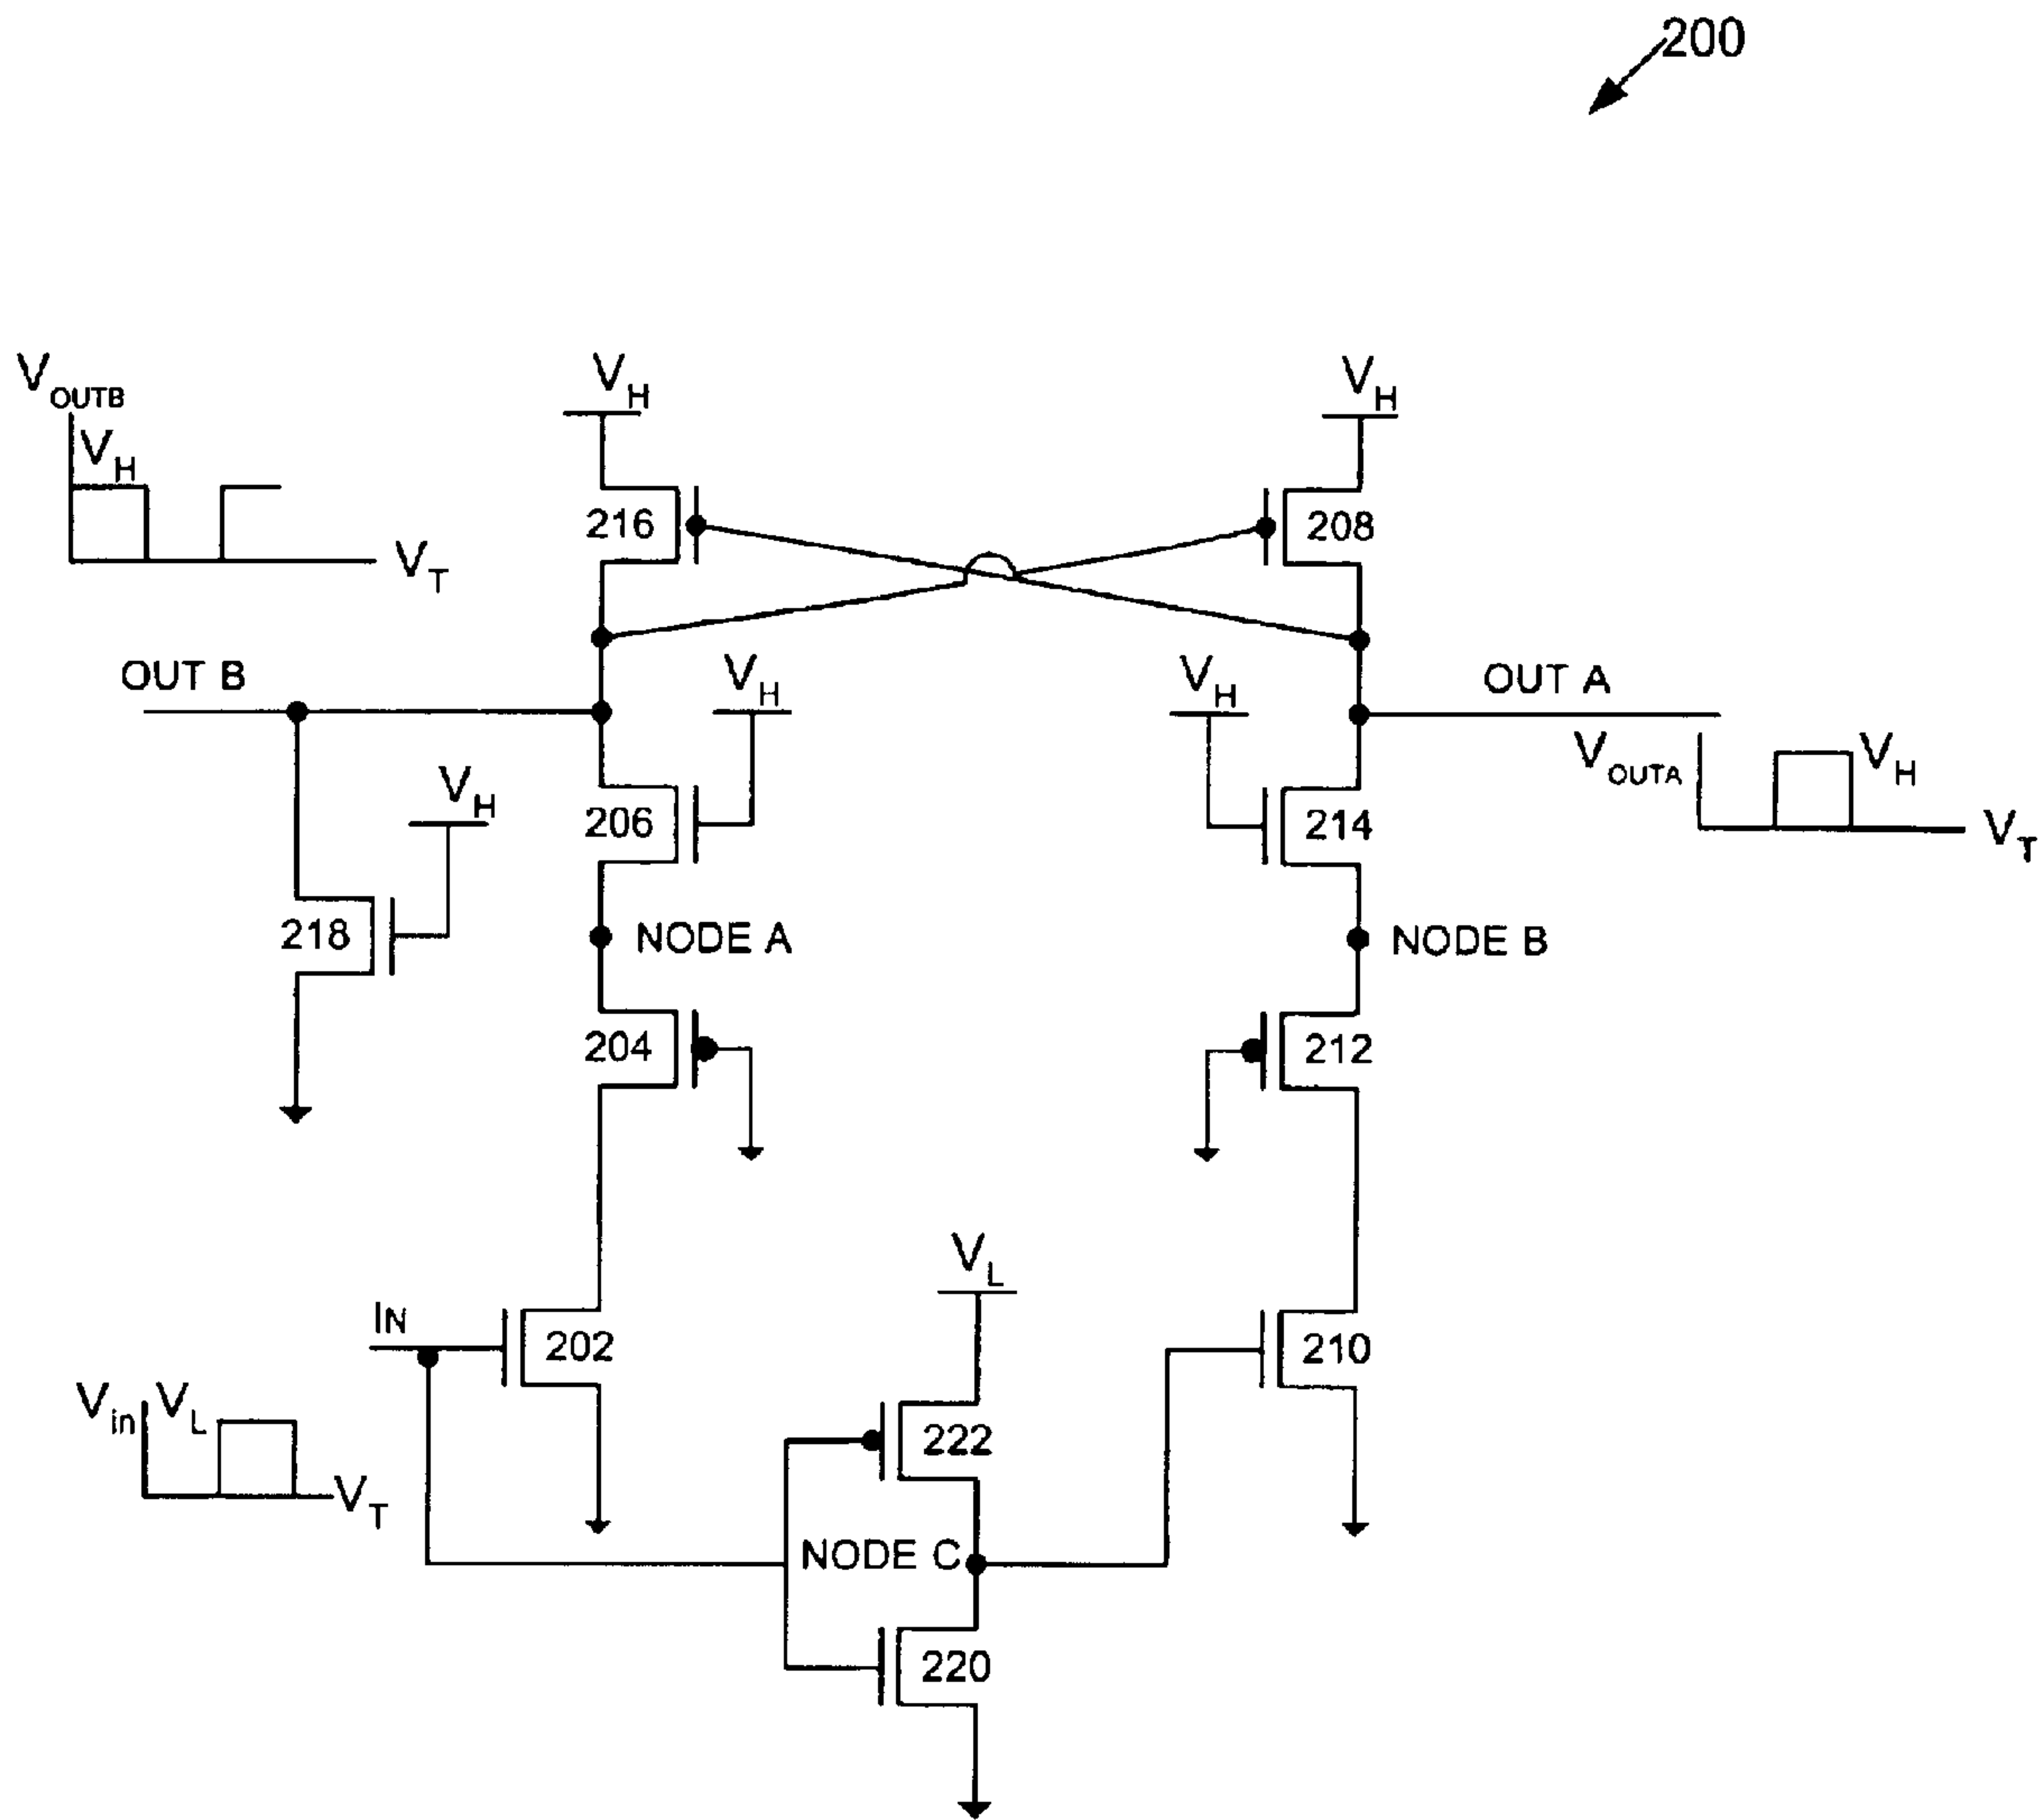 200
V_OUTB
V_H
V_T
V_H
V_H
216
208
OUT B
V_H
V_H
OUT A
V_OUTA
V_H
V_T
V_H
206
214
218
NODE A
NODE B
204
212
V_L
IN
202
210
V_in
V_L
V_T
222
NODE C
220